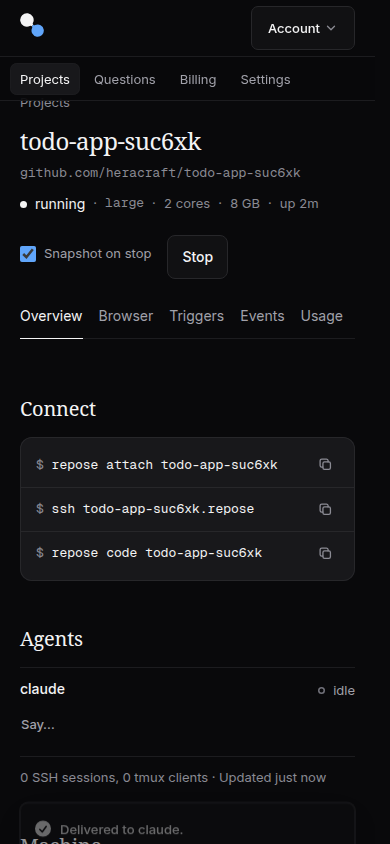 Account
Projects Questions Billing Settings
Projects
todo-app-suc6xk
github.com/heracraft/todo-app-suc6xk
running · large · 2 cores · 8 GB · up 2m
Snapshot on stop Stop
Overview Browser Triggers Events Usage
Connect
$ repose attach todo-app-suc6xk
$ ssh todo-app-suc6xk.repose
$ repose code todo-app-suc6xk
Agents
claude idle
Say...
0 SSH sessions, 0 tmux clients · Updated just now
Delivered to claude.
Machine